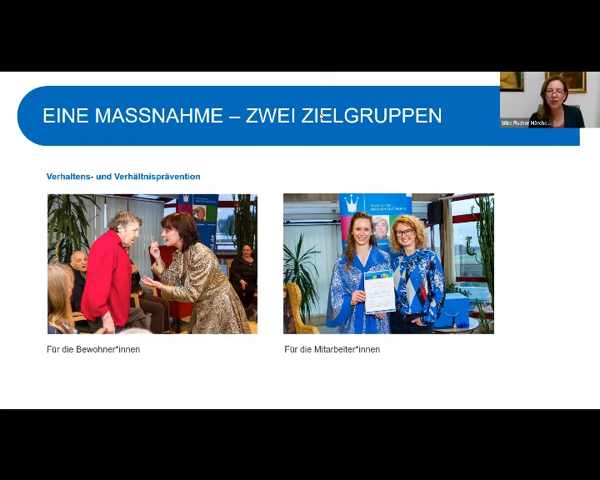 EINE MASSNAHME – ZWEI ZIELGRUPPEN
Verhaltens- und Verhältnisprävention
Für die Bewohner*innen
Für die Mitarbeiter*innen